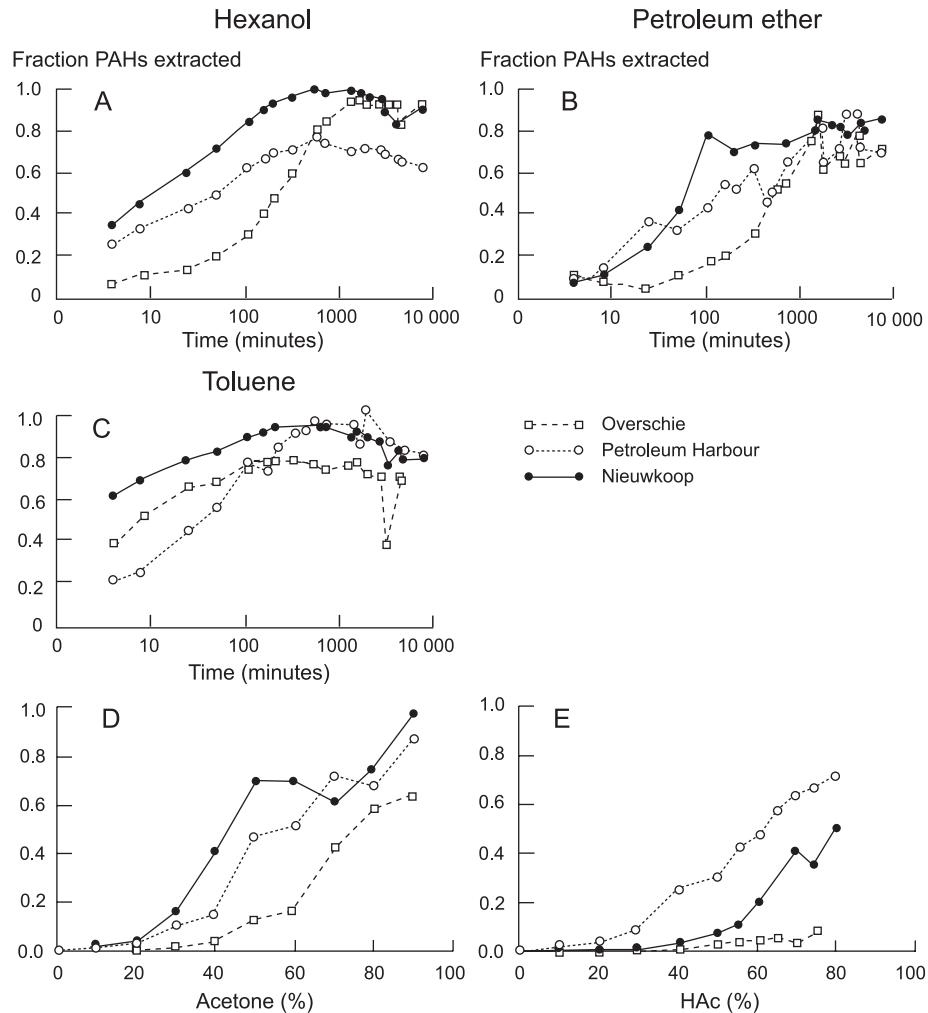 Hexanol
Petroleum ether
Fraction PAHs extracted
Fraction PAHs extracted
A
1.0
0.8
0.6
0.4
0.2
0
0 10 100 1000 10 000
Time (minutes)
B
1.0
0.8
0.6
0.4
0.2
0
0 10 100 1000 10 000
Time (minutes)
Toluene
C
1.0
0.8
0.6
0.4
0.2
0
0 10 100 1000 10 000
Time (minutes)
Overschie
Petroleum Harbour
Nieuwkoop
D
1.0
0.8
0.6
0.4
0.2
0.0
0 20 40 60 80 100
Acetone (%)
E
1.0
0.8
0.6
0.4
0.2
0.0
0 20 40 60 80 100
HAc (%)